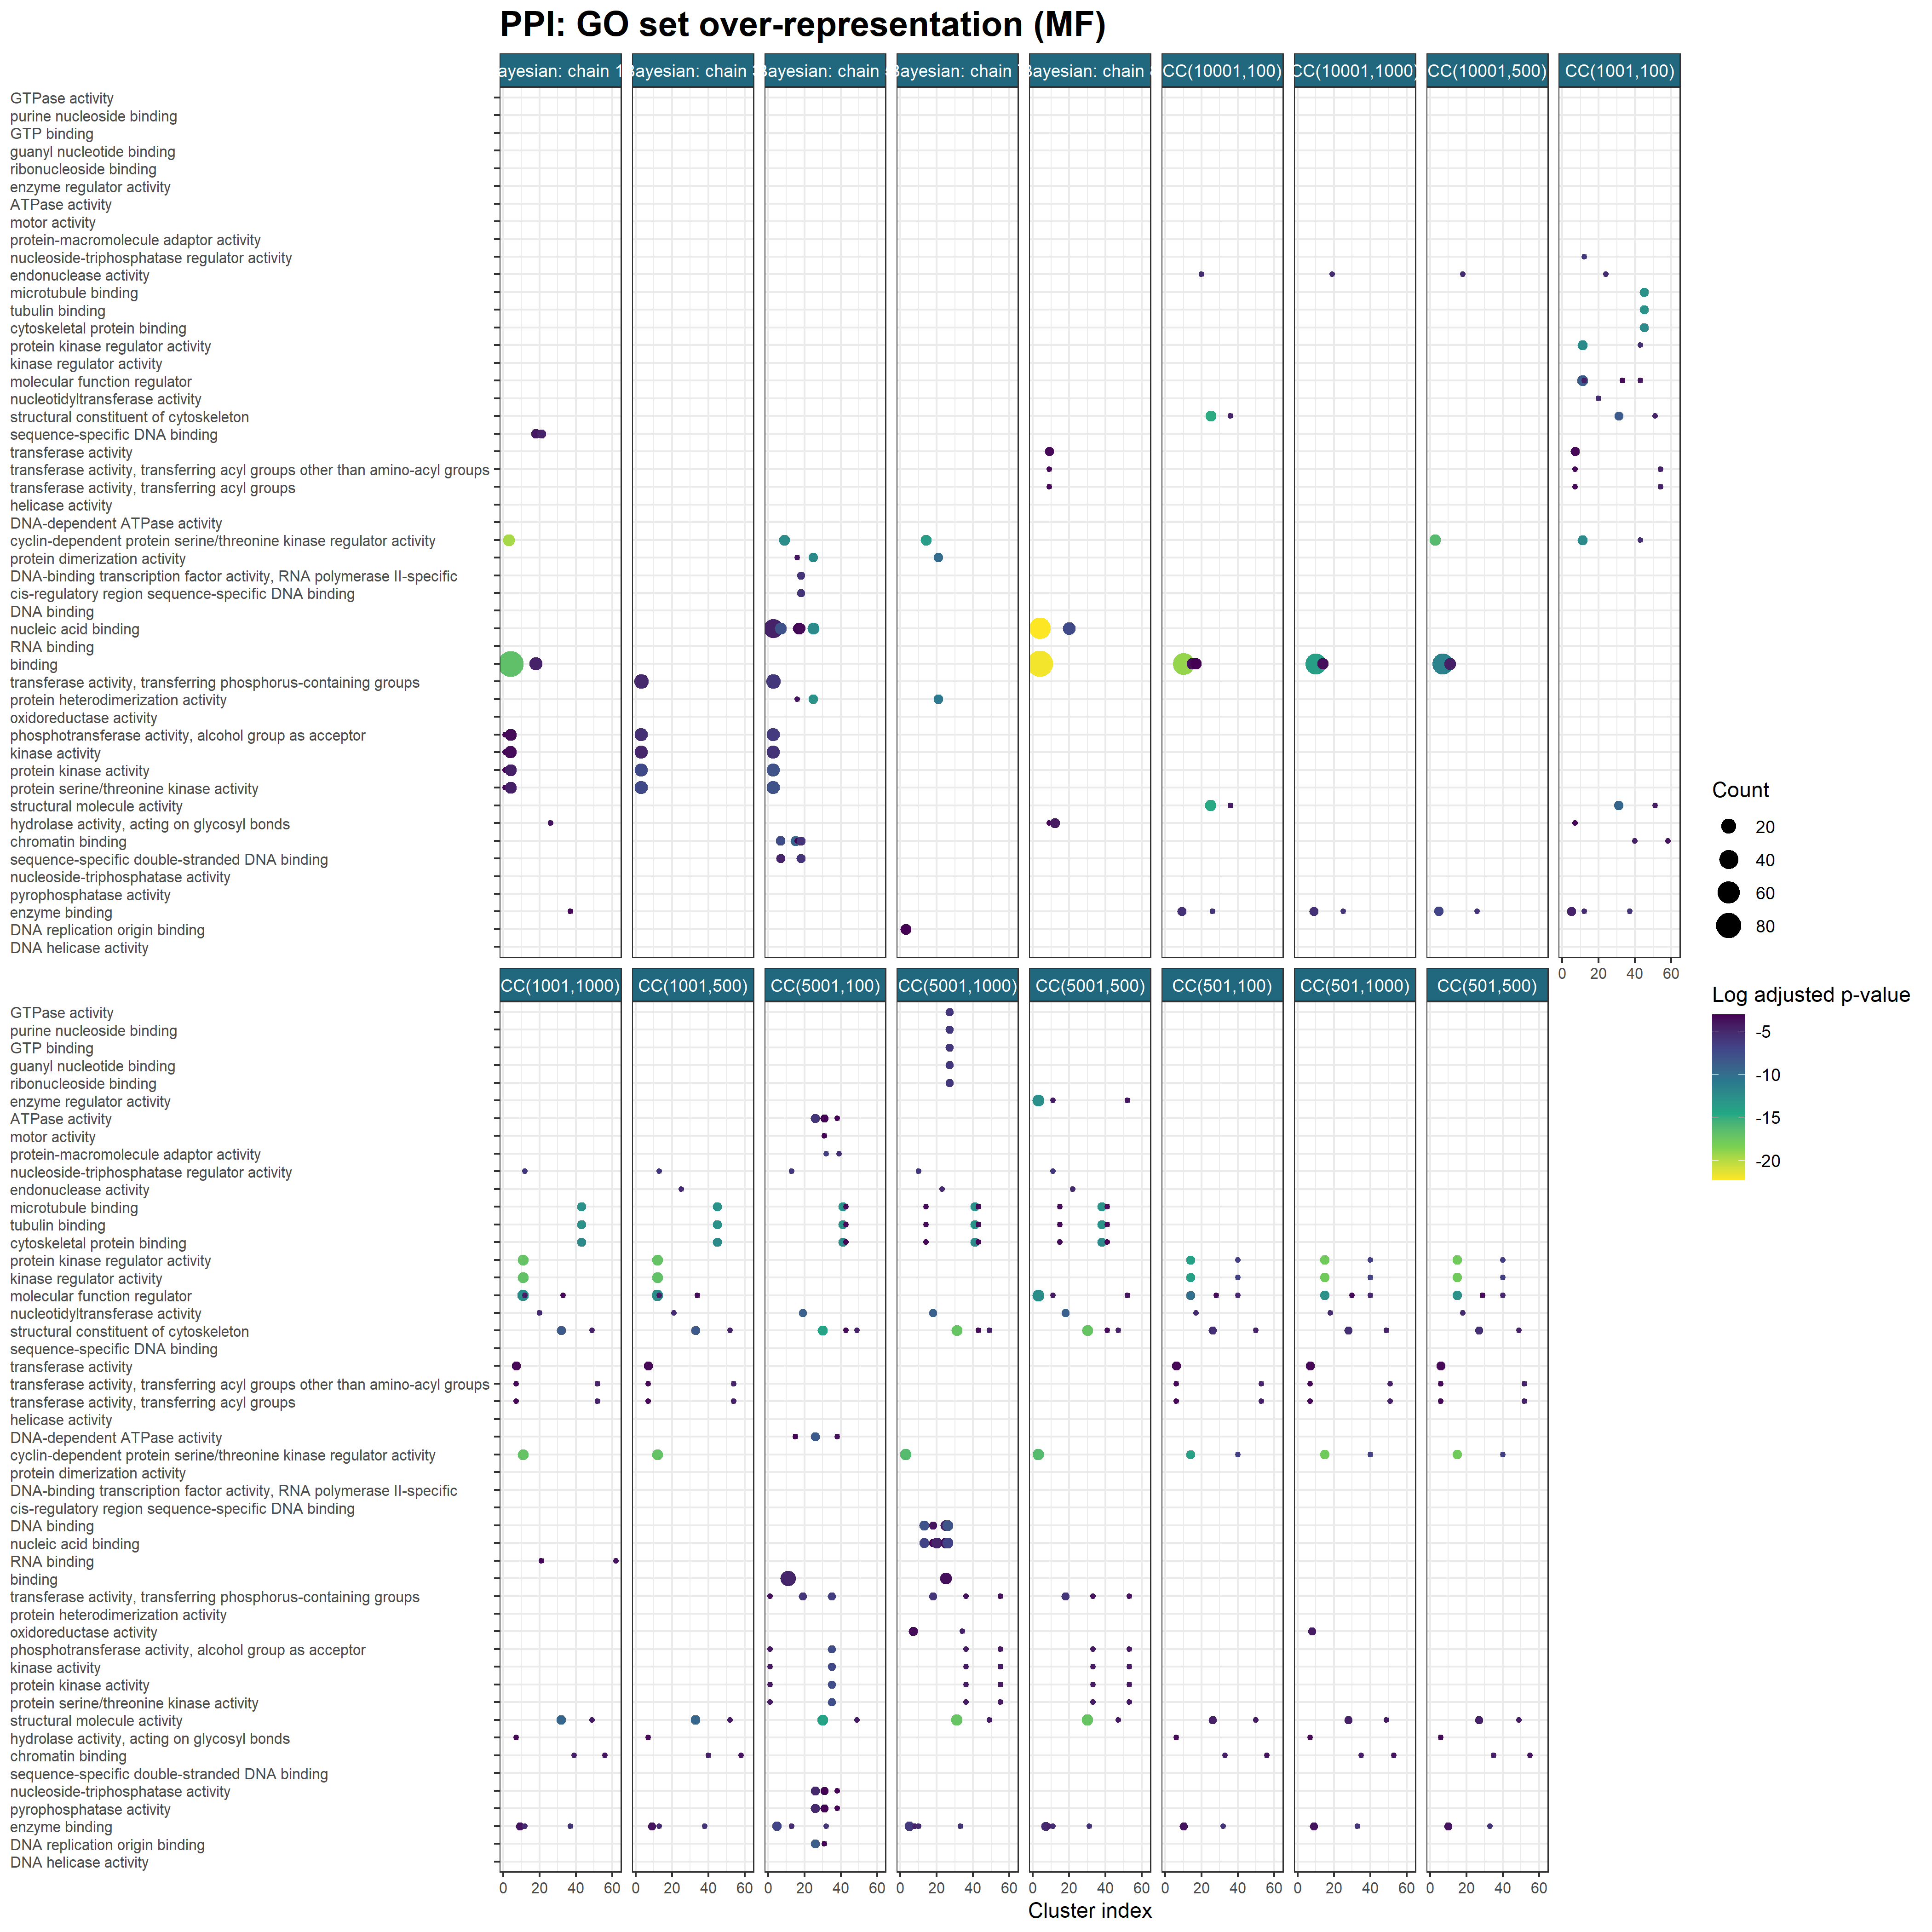 PPI: GO set over-representation (MF)
ayesian: chain 1 ayesian: chain ayesian: chain ayesian: chain ayesian: chain CC(10001,100) CC(10001,1000) CC(10001,500) CC(1001,100)
GTPase activity
purine nucleoside binding
GTP binding
guanyl nucleotide binding
ribonucleoside binding
enzyme regulator activity
ATPase activity
motor activity
protein-macromolecule adaptor activity
nucleoside-triphosphatase regulator activity
endonuclease activity
microtubule binding
tubulin binding
cytoskeletal protein binding
protein kinase regulator activity
kinase regulator activity
molecular function regulator
nucleotidyltransferase activity
structural constituent of cytoskeleton
sequence-specific DNA binding
transferase activity
transferase activity, transferring acyl groups other than amino-acyl groups
transferase activity, transferring acyl groups
helicase activity
DNA-dependent ATPase activity
cyclin-dependent protein serine/threonine kinase regulator activity
protein dimerization activity
DNA-binding transcription factor activity, RNA polymerase II-specific
cis-regulatory region sequence-specific DNA binding
DNA binding
nucleic acid binding
RNA binding
binding
transferase activity, transferring phosphorus-containing groups
protein heterodimerization activity
oxidoreductase activity
phosphotransferase activity, alcohol group as acceptor
kinase activity
protein kinase activity
protein serine/threonine kinase activity
structural molecule activity
hydrolase activity, acting on glycosyl bonds
chromatin binding
sequence-specific double-stranded DNA binding
nucleoside-triphosphatase activity
pyrophosphatase activity
enzyme binding
DNA replication origin binding
DNA helicase activity
0 20 40 60
CC(1001,1000) CC(1001,500) CC(5001,100) CC(5001,1000) CC(5001,500) CC(501,100) CC(501,1000) CC(501,500)
GTPase activity
purine nucleoside binding
GTP binding
guanyl nucleotide binding
ribonucleoside binding
enzyme regulator activity
ATPase activity
motor activity
protein-macromolecule adaptor activity
nucleoside-triphosphatase regulator activity
endonuclease activity
microtubule binding
tubulin binding
cytoskeletal protein binding
protein kinase regulator activity
kinase regulator activity
molecular function regulator
nucleotidyltransferase activity
structural constituent of cytoskeleton
sequence-specific DNA binding
transferase activity
transferase activity, transferring acyl groups other than amino-acyl groups
transferase activity, transferring acyl groups
helicase activity
DNA-dependent ATPase activity
cyclin-dependent protein serine/threonine kinase regulator activity
protein dimerization activity
DNA-binding transcription factor activity, RNA polymerase II-specific
cis-regulatory region sequence-specific DNA binding
DNA binding
nucleic acid binding
RNA binding
binding
transferase activity, transferring phosphorus-containing groups
protein heterodimerization activity
oxidoreductase activity
phosphotransferase activity, alcohol group as acceptor
kinase activity
protein kinase activity
protein serine/threonine kinase activity
structural molecule activity
hydrolase activity, acting on glycosyl bonds
chromatin binding
sequence-specific double-stranded DNA binding
nucleoside-triphosphatase activity
pyrophosphatase activity
enzyme binding
DNA replication origin binding
DNA helicase activity
0 20 40 60 0 20 40 60 0 20 40 60 0 20 40 60 0 20 40 60 0 20 40 60 0 20 40 60 0 20 40 60
Cluster index
Count
20
40
60
80
Log adjusted p-value
-5
-10
-15
-20